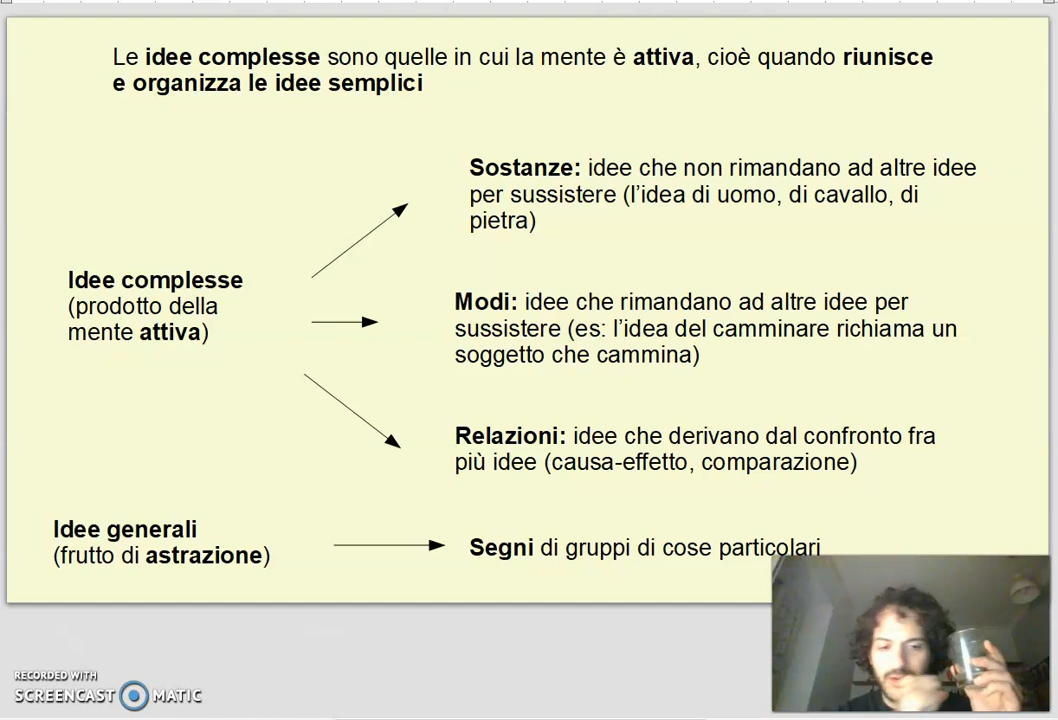 Le idee complesse sono quelle in cui la mente è attiva, cioè quando riunisce
e organizza le idee semplici
Sostanze: idee che non rimandano ad altre idee
per sussistere (l'idea di uomo, di cavallo, di
pietra)
Idee complesse
(prodotto della
mente attiva)
Modi: idee che rimandano ad altre idee per
sussistere (es: l'idea del camminare richiama un
soggetto che cammina)
Relazioni: idee che derivano dal confronto fra
più idee (causa-effetto, comparazione)
Idee generali
(frutto di astrazione)
Segni di gruppi di cose particolari
RECORDED WITH
SCREENCAST MATIC